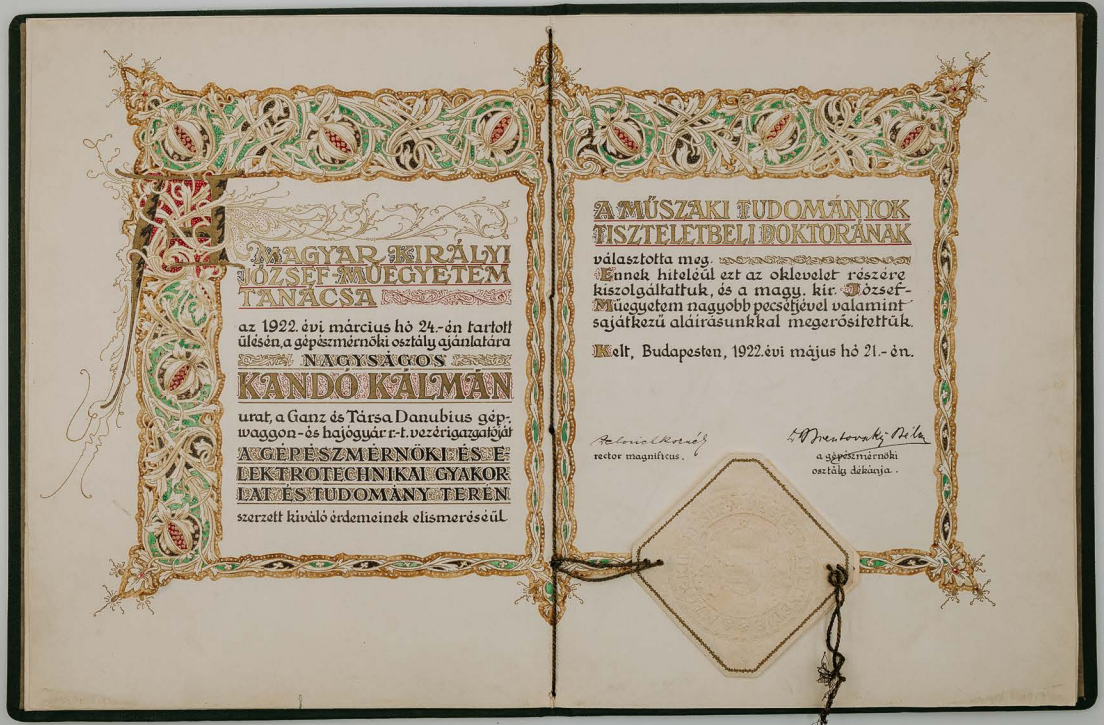 A
MAGYAR KIRÁLYI
JÓZSEF-MŰEGYETEM
TANÁCSA
az 1922. évi március hó 24.-én tartott
ülésén, a gépészmérnöki osztály ajánlatára
NAGYSÁGOS
KANDÓ KÁLMÁN
urat, a Ganz és Társa Danubius gép-
waggon- és hajógyár r.-t. vezérigazgatóját
A GÉPÉSZMÉRNÖKI ÉS E-
LEKTROTECHNIKAI GYAKOR
LAT ÉS TUDOMÁNY TERÉN
szerzett kiváló érdemeinek elismeréséül
A MŰSZAKI TUDOMÁNYOK
TISZTELETBELI DOKTORÁNAK
választotta meg.
Ennek hiteléül ezt az oklevelet részére
kiszolgáltattuk, és a magy. kir. József-
Műegyetem nagyobb pecsétjével valamint
sajátkezű aláírásunkkal megerősítettük.
Kelt, Budapesten, 1922. évi május hó 21.-én.
rector magnificus.
a gépészmérnöki
osztály dékánja.